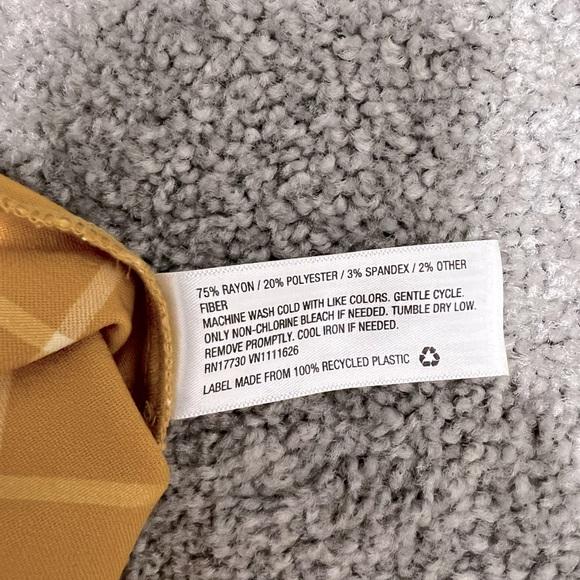 75% RAYON / 20% POLYESTER / 3% SPANDEX / 2% OTHER
FIBER
MACHINE WASH COLD WITH LIKE COLORS. GENTLE CYCLE.
ONLY NON-CHLORINE BLEACH IF NEEDED. TUMBLE DRY LOW.
REMOVE PROMPTLY. COOL IRON IF NEEDED.
RN17730 VN1111626
LABEL MADE FROM 100% RECYCLED PLASTIC